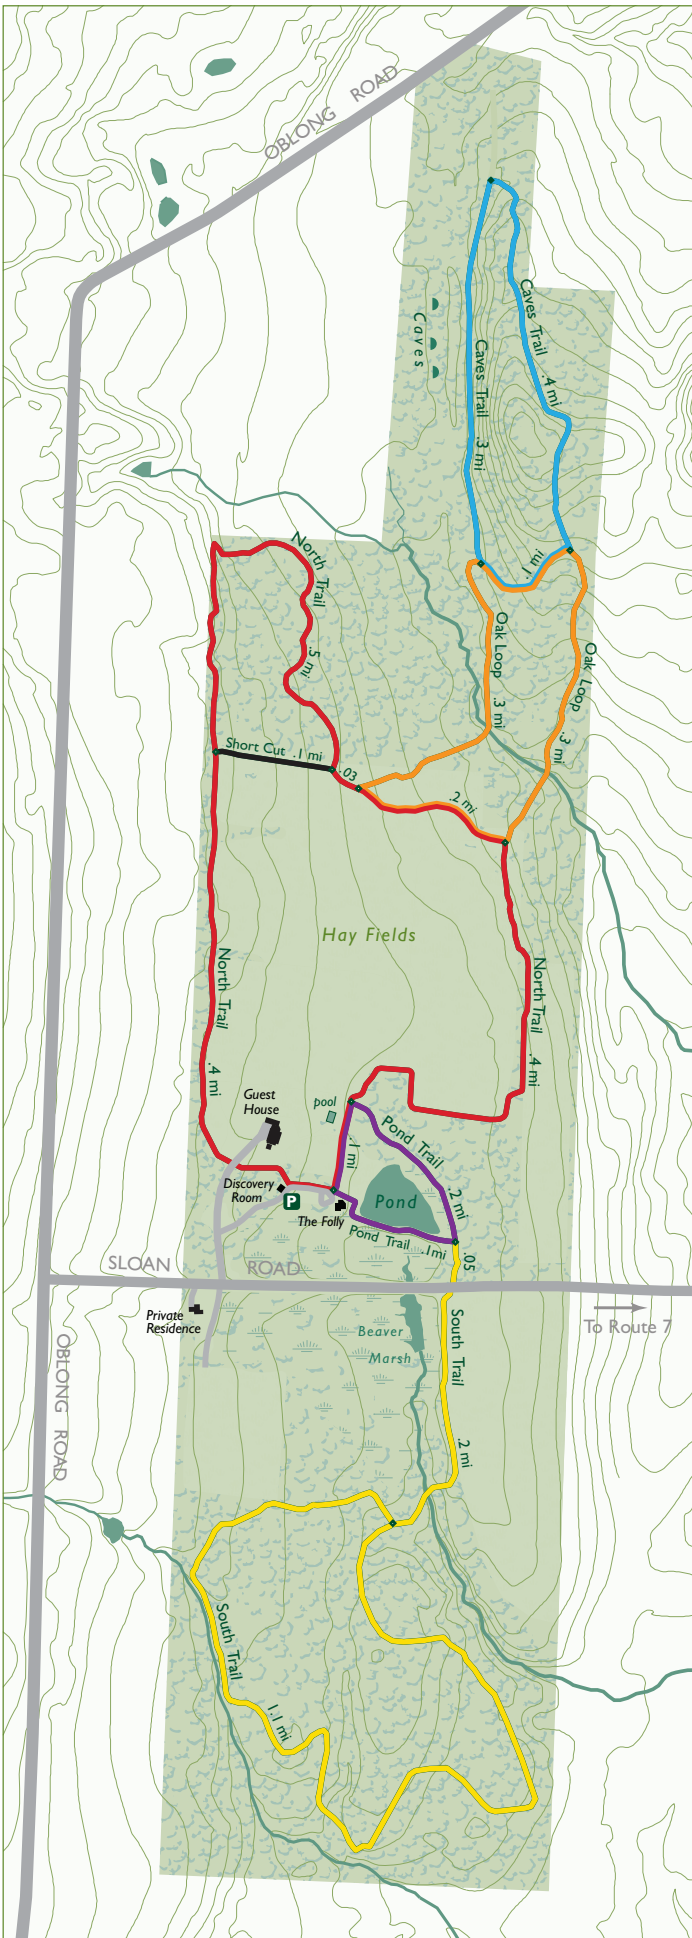 OBLONG ROAD
Caves Trail .4 mi
Caves
Caves Trail .3 mi
North Trail
.1 mi
.5 mi
Oak Loop .3 mi
Oak Loop .3 mi
Short Cut .1 mi
.03
.2 mi
Hay Fields
North Trail .4 mi
North Trail .4 mi
Guest
House
pool
Pond Trail .2 mi
.1 mi
Discovery
Room
P
The Folly
Pond
Pond Trail .1mi
.05
SLOAN ROAD
Private
Residence
To Route 7
Beaver
Marsh
South Trail .2 mi
OBLONG ROAD
South Trail
1.1 mi